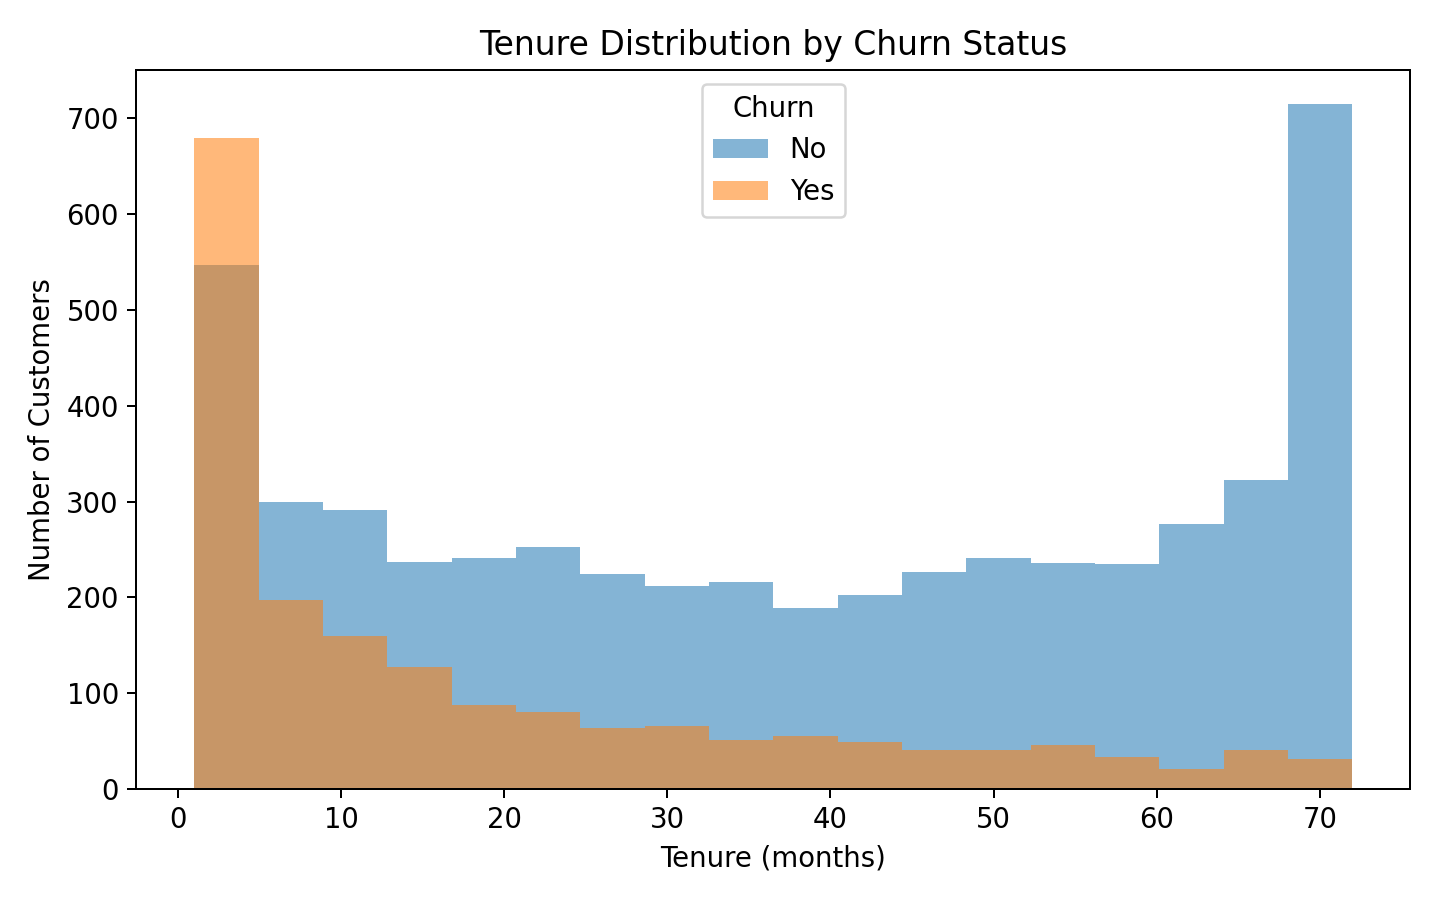 Tenure Distribution by Churn Status
Churn
No
Yes
Number of Customers
700
600
500
400
300
200
100
0
0 10 20 30 40 50 60 70
Tenure (months)